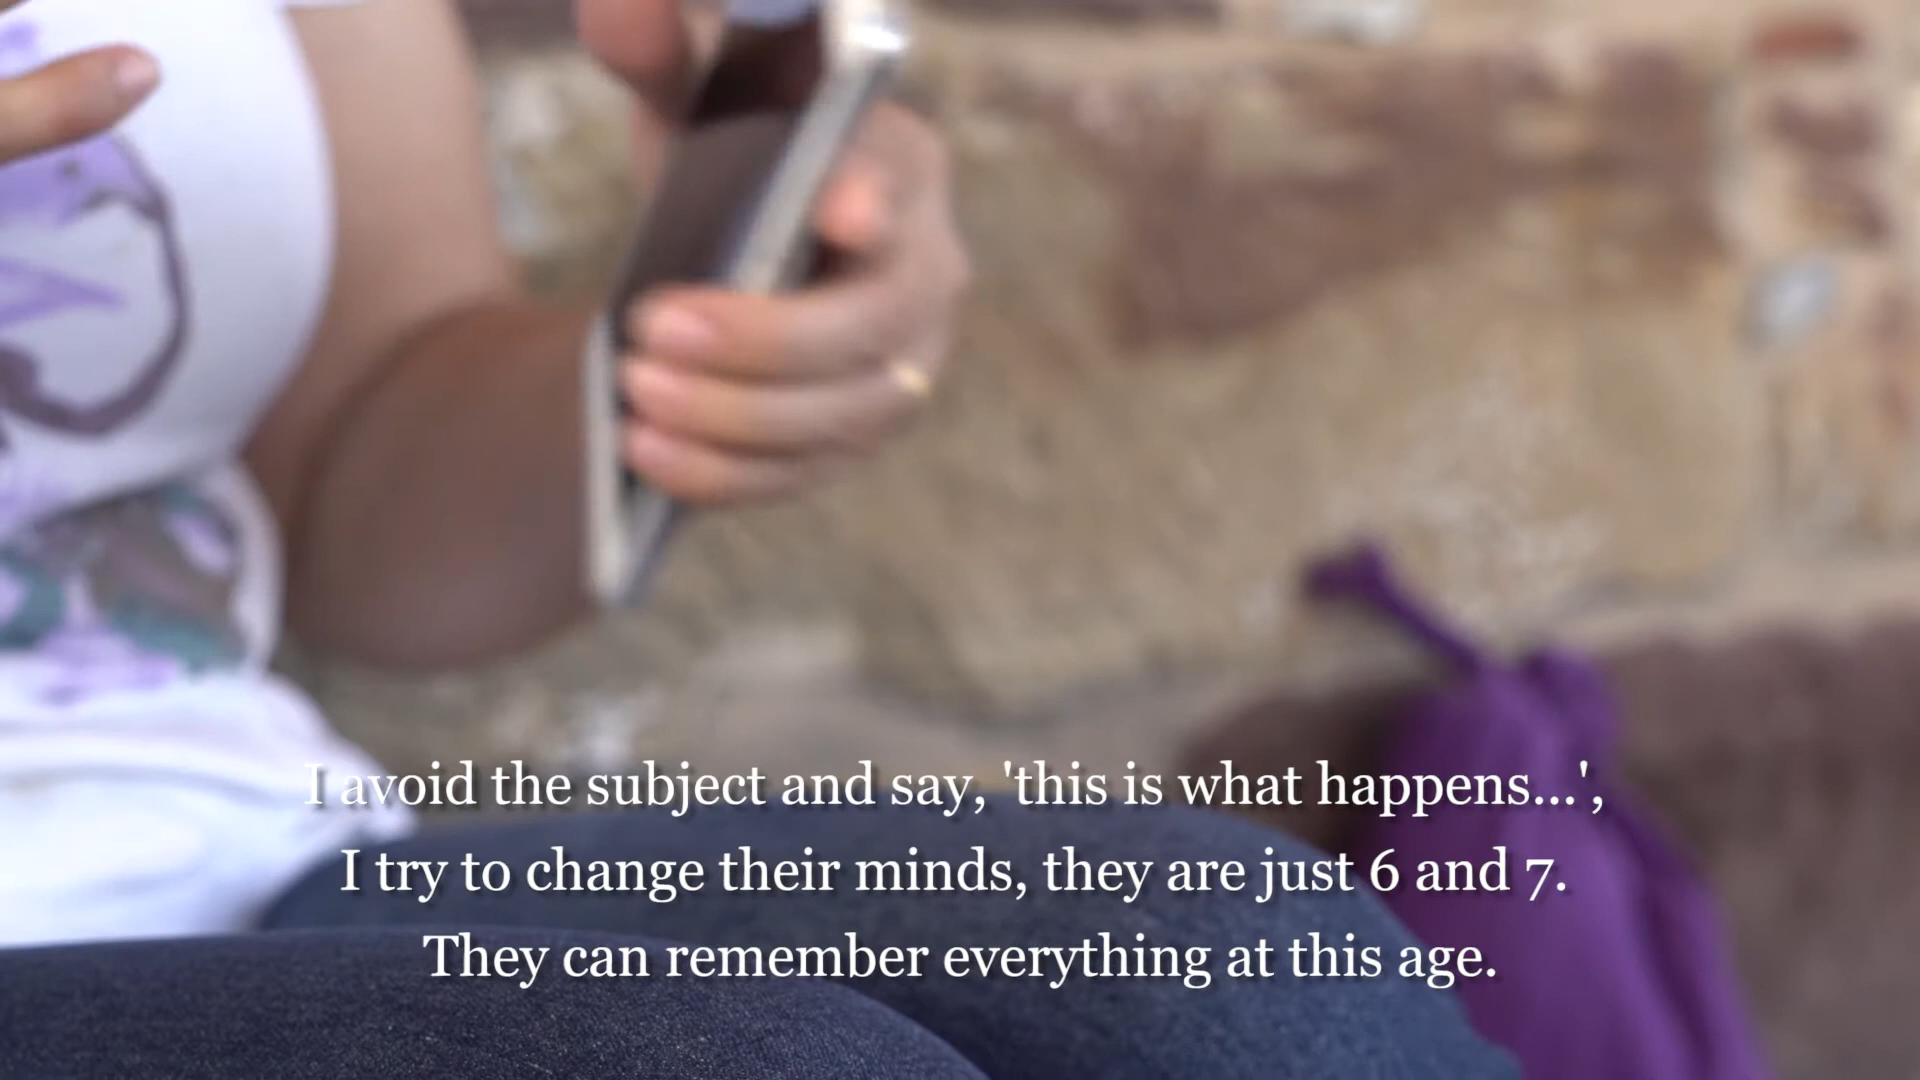 I avoid the subject and say, 'this is what happens...',
I try to change their minds, they are just 6 and 7.
They can remember everything at this age.